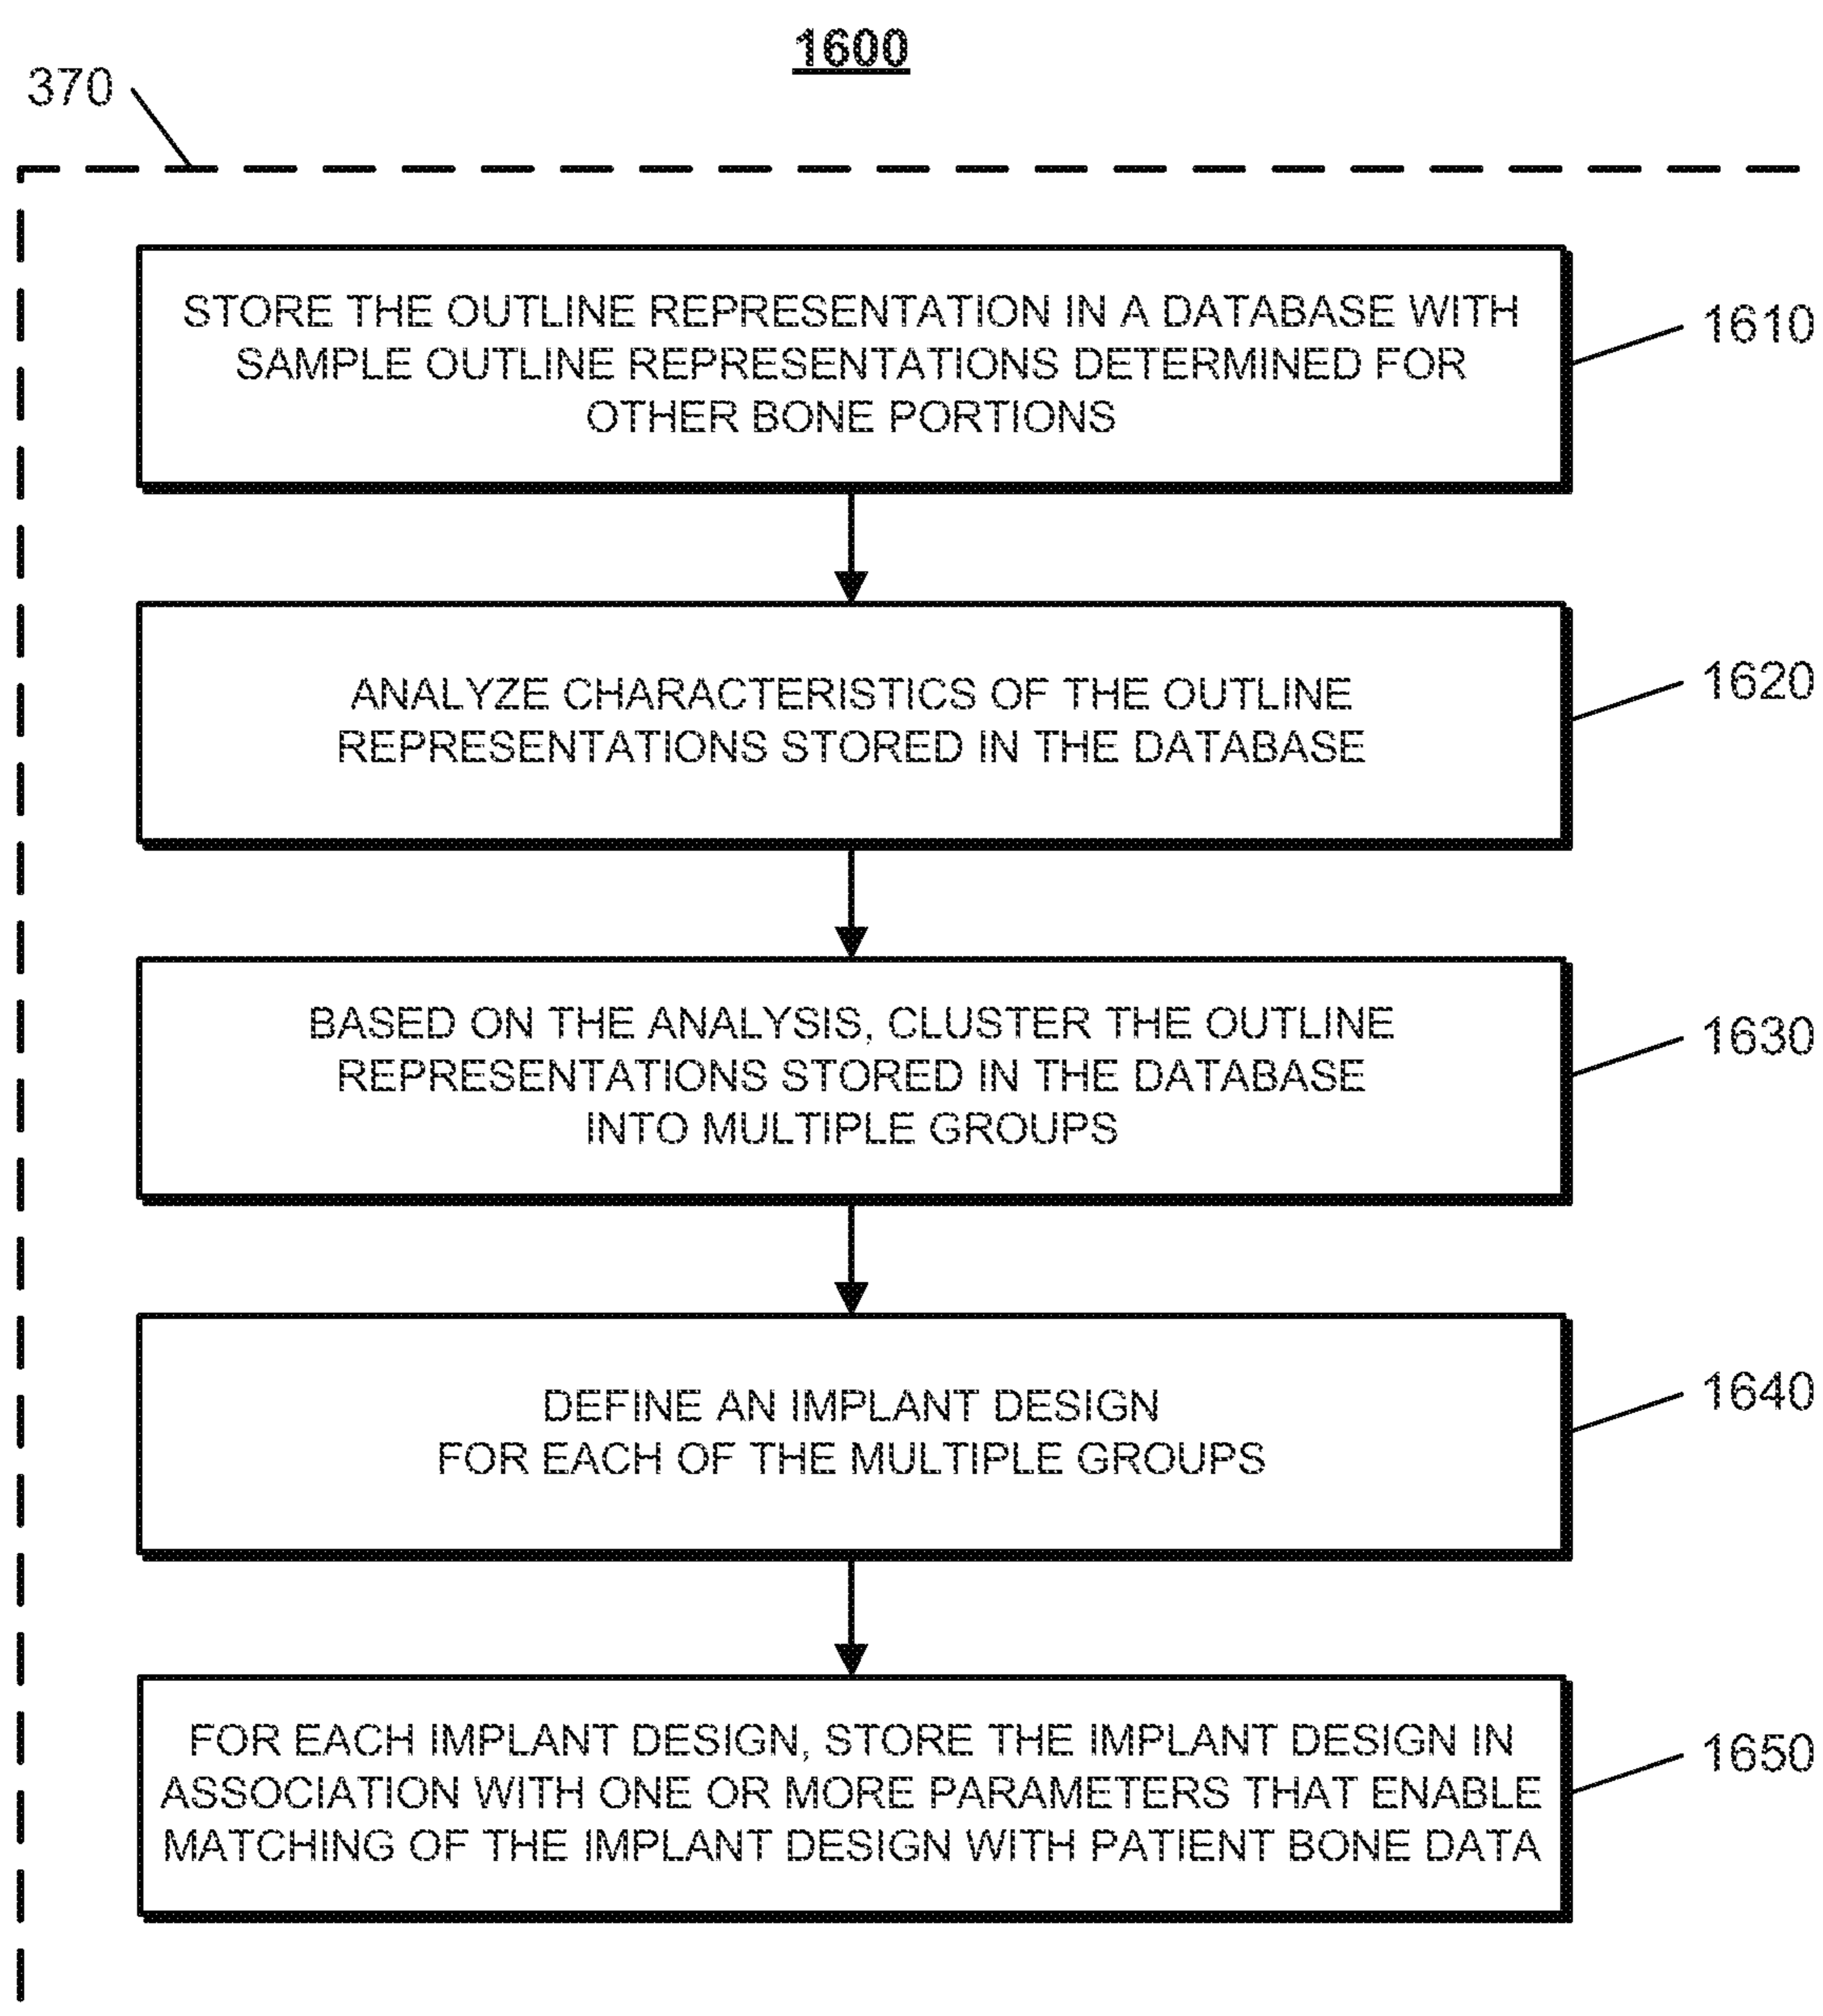 1600
370
STORE THE OUTLINE REPRESENTATION IN A DATABASE WITH
SAMPLE OUTLINE REPRESENTATIONS DETERMINED FOR
OTHER BONE PORTIONS
1610
ANALYZE CHARACTERISTICS OF THE OUTLINE
REPRESENTATIONS STORED IN THE DATABASE
1620
BASED ON THE ANALYSIS, CLUSTER THE OUTLINE
REPRESENTATIONS STORED IN THE DATABASE
INTO MULTIPLE GROUPS
1630
DEFINE AN IMPLANT DESIGN
FOR EACH OF THE MULTIPLE GROUPS
1640
FOR EACH IMPLANT DESIGN, STORE THE IMPLANT DESIGN IN
ASSOCIATION WITH ONE OR MORE PARAMETERS THAT ENABLE
MATCHING OF THE IMPLANT DESIGN WITH PATIENT BONE DATA
1650